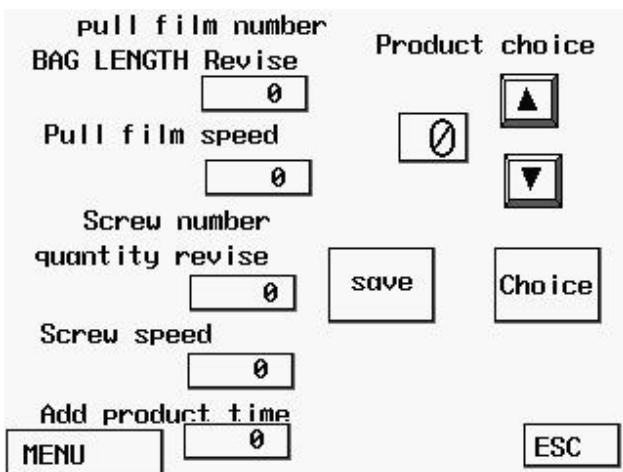 pull film number
BAG LENGTH Revise
0
Pull film speed
0
Screw number
quantity revise
0
Screw speed
0
Add product time
0
MENU
Product choice
▲
0
▼
save
Choice
ESC